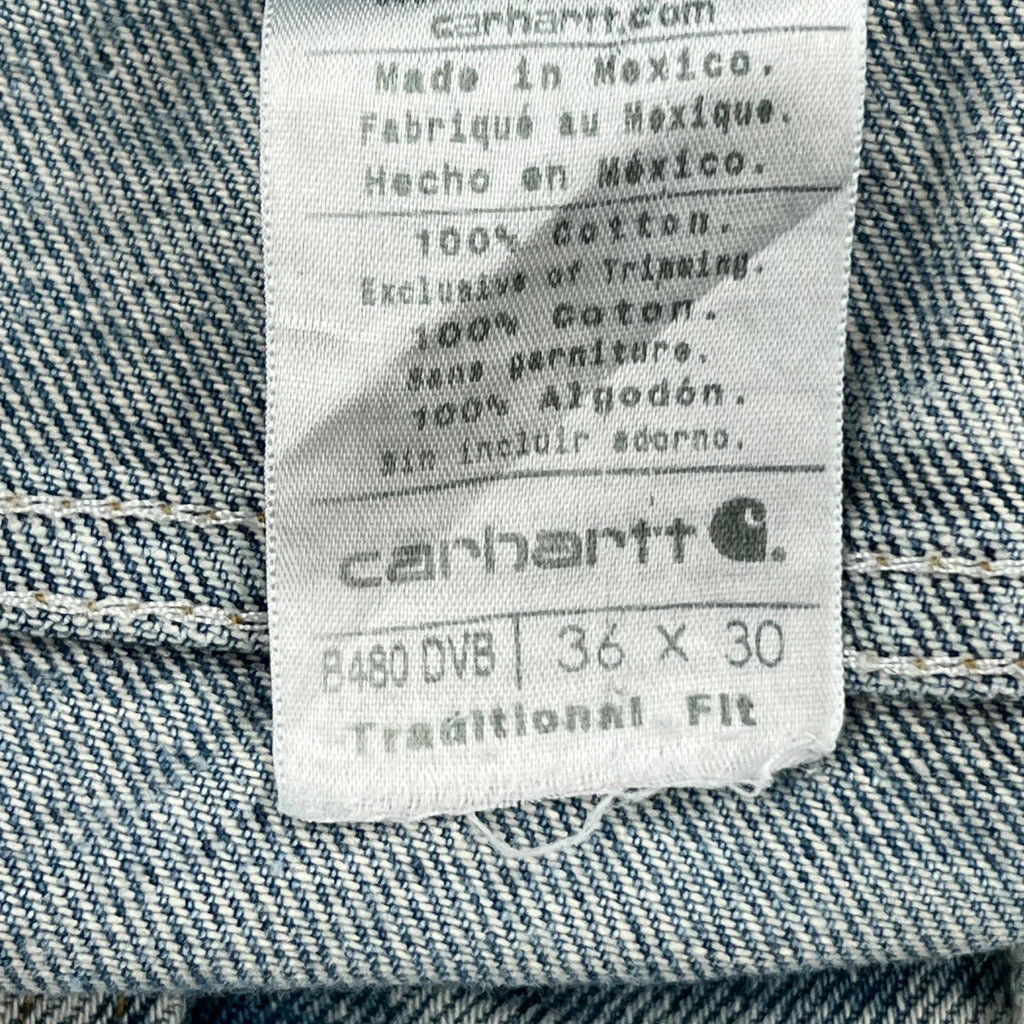 carhartt.com
Made in Mexico.
Fabriqué au Mexique.
Hecho en México.
100% Cotton.
Exclusive of Trimming.
100% Coton.
Sans garniture.
100% Algodón.
Sin incluir adorno.
carhartt
B480 DVB | 36 X 30
Traditional Fit